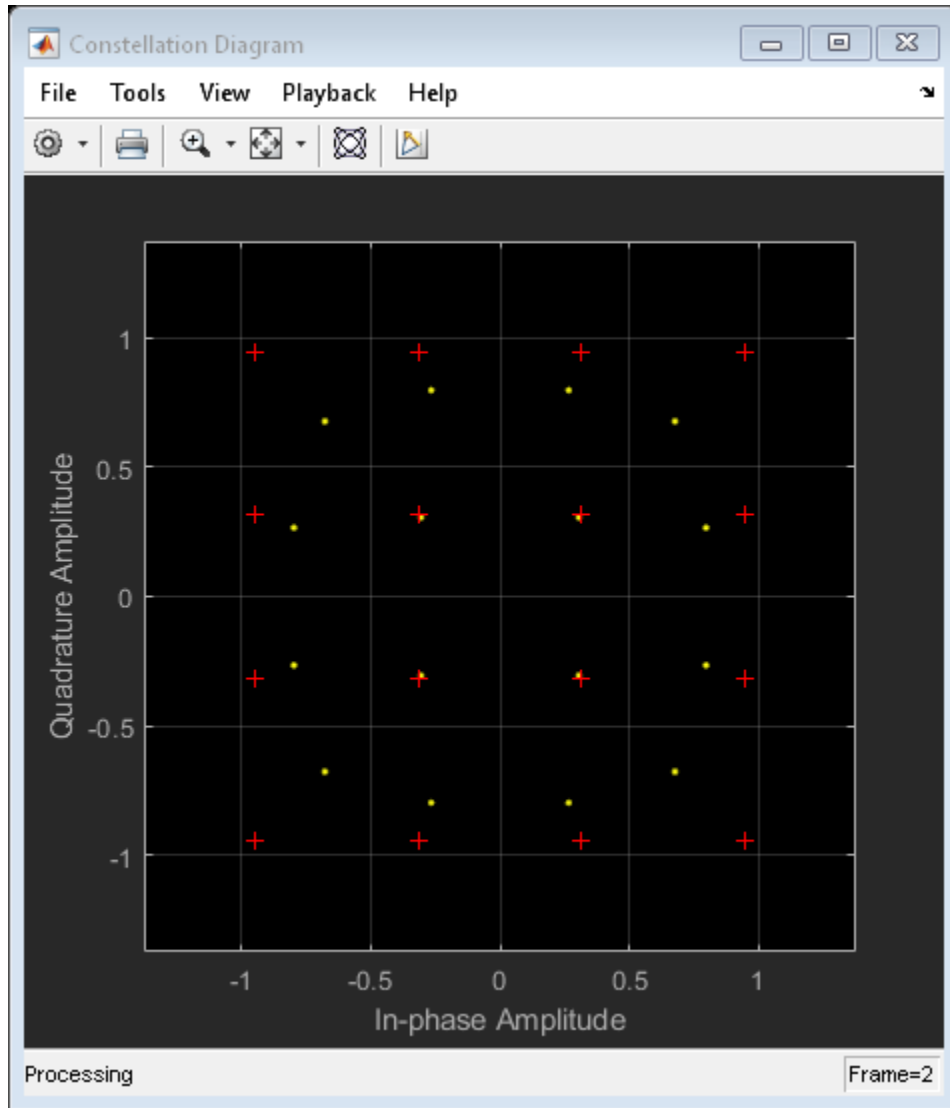 Constellation Diagram
File Tools View Playback Help
1
0.5
0
-0.5
-1
Quadrature Amplitude
-1 -0.5 0 0.5 1
In-phase Amplitude
Processing Frame=2